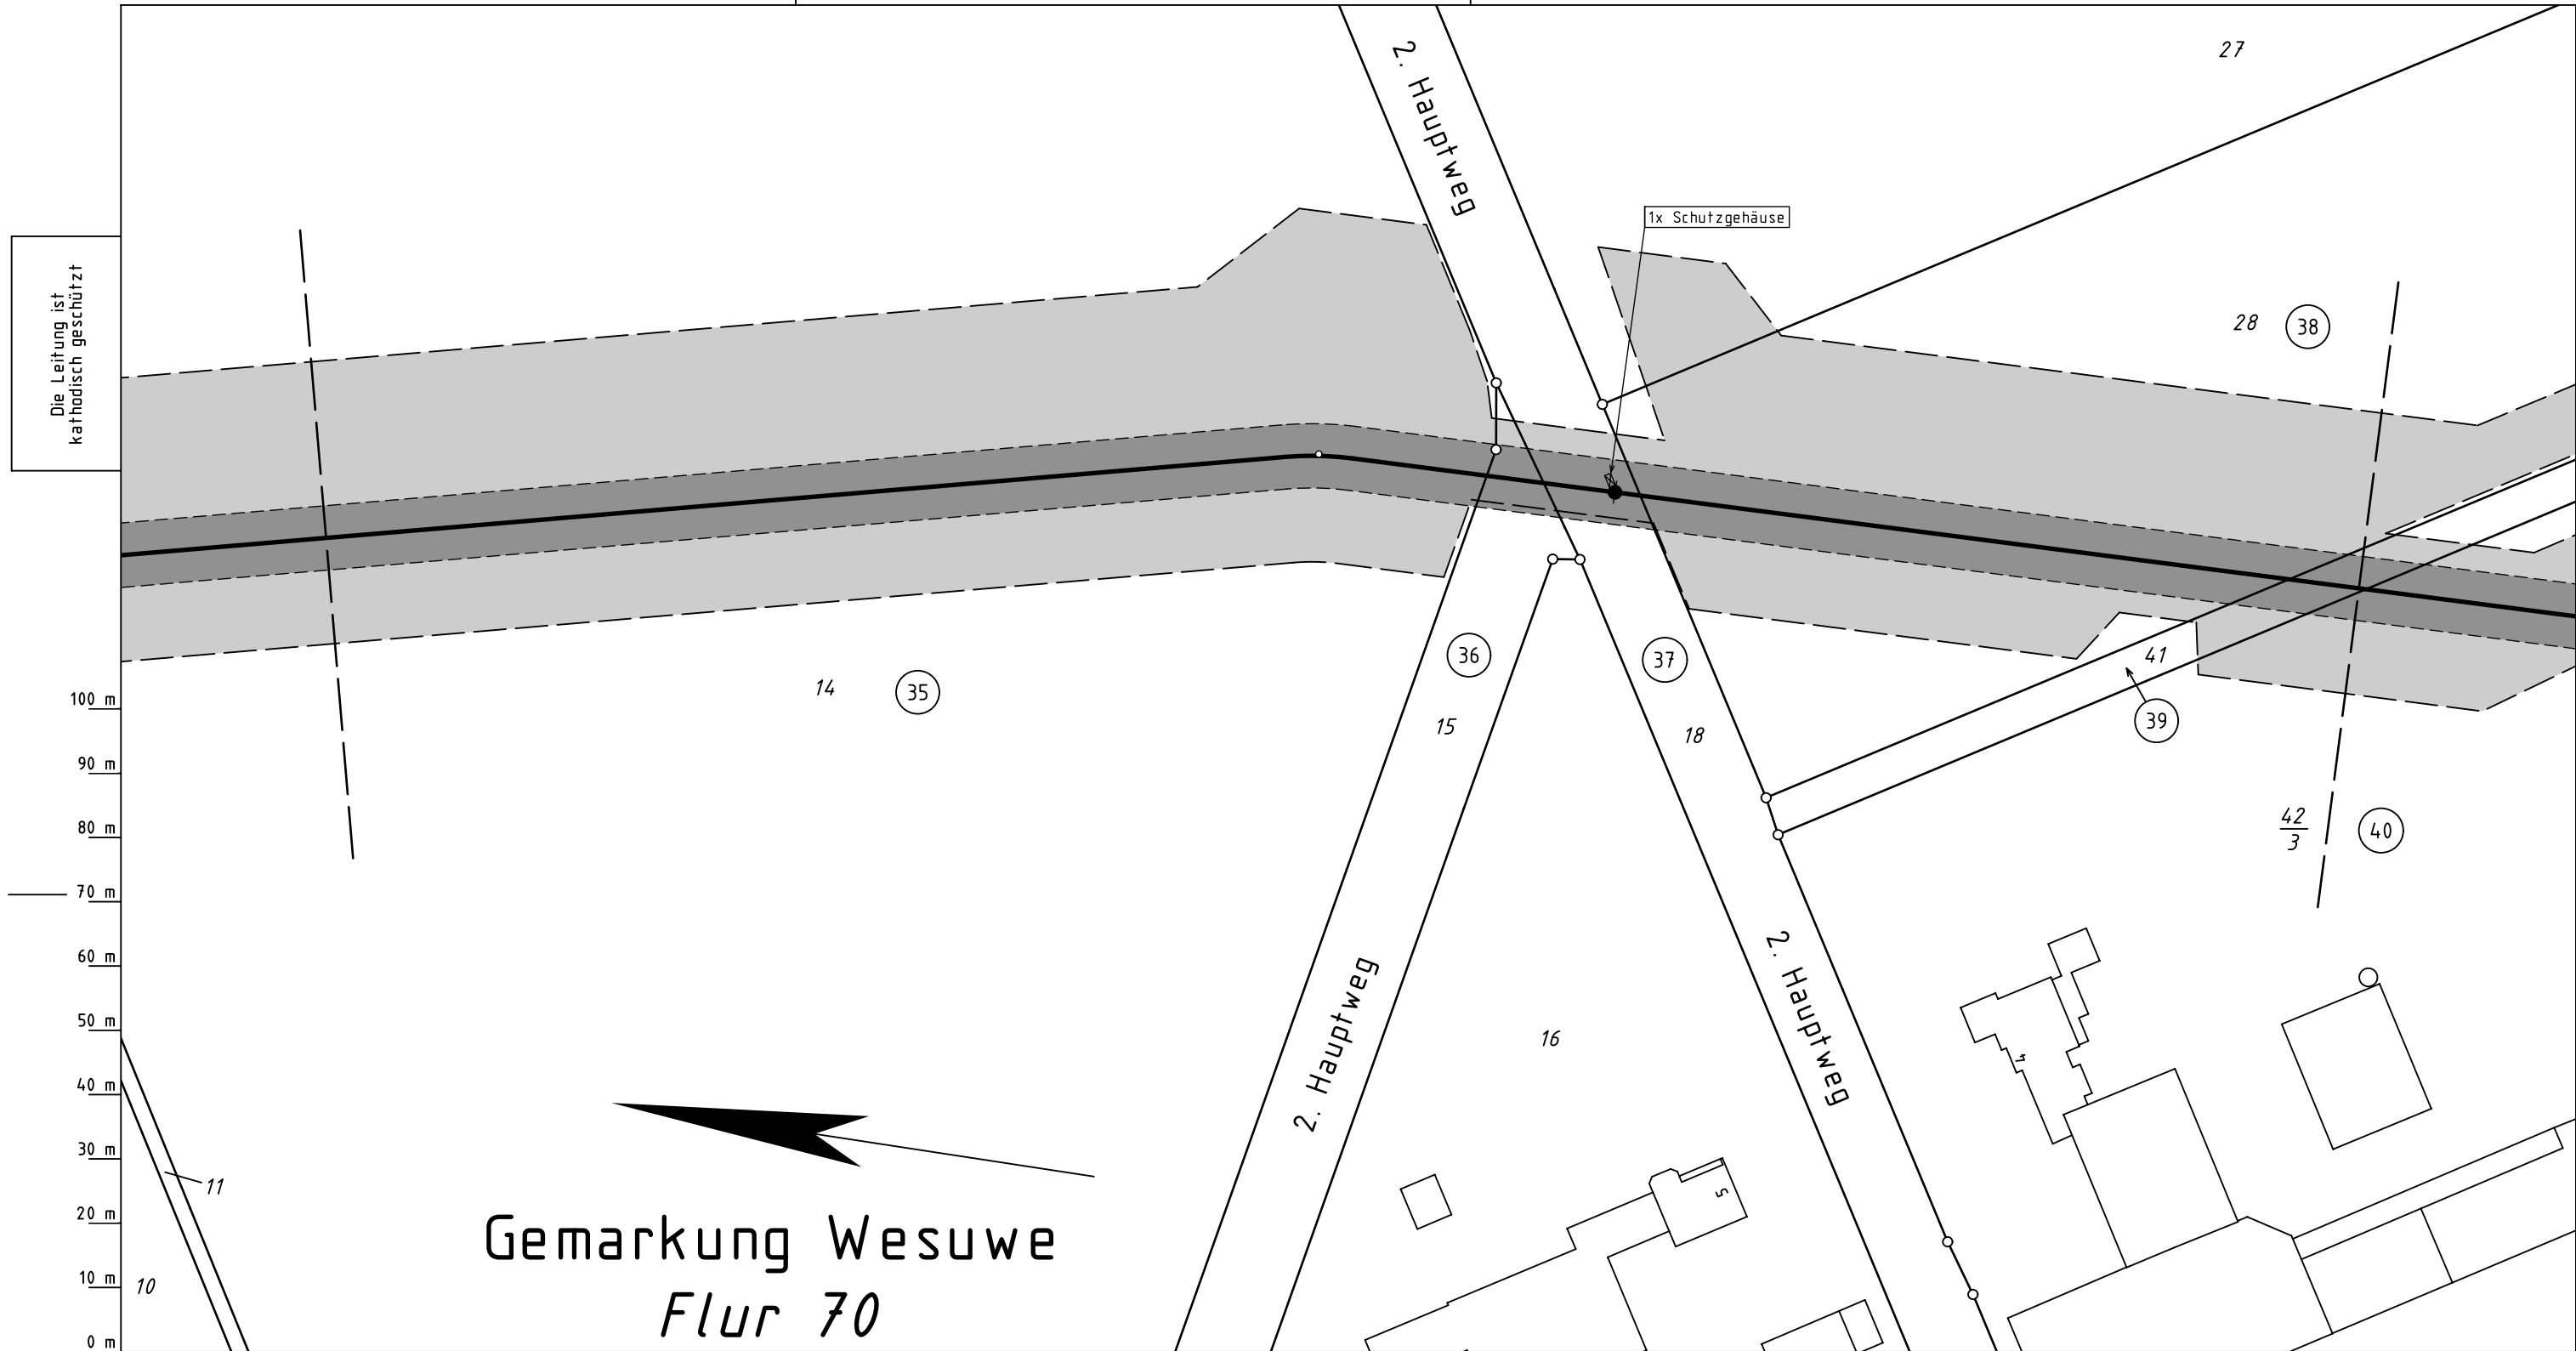 2. Hauptweg
27
1x Schutzgehäuse
Die Leitung ist
kathodisch geschützt
28
38
14
35
36
37
15
18
41
39
42
3
40
100 m
90 m
80 m
70 m
60 m
50 m
40 m
30 m
20 m
10 m
0 m
2. Hauptweg
2. Hauptweg
16
4
5
11
10
Gemarkung Wesuwe
Flur 70